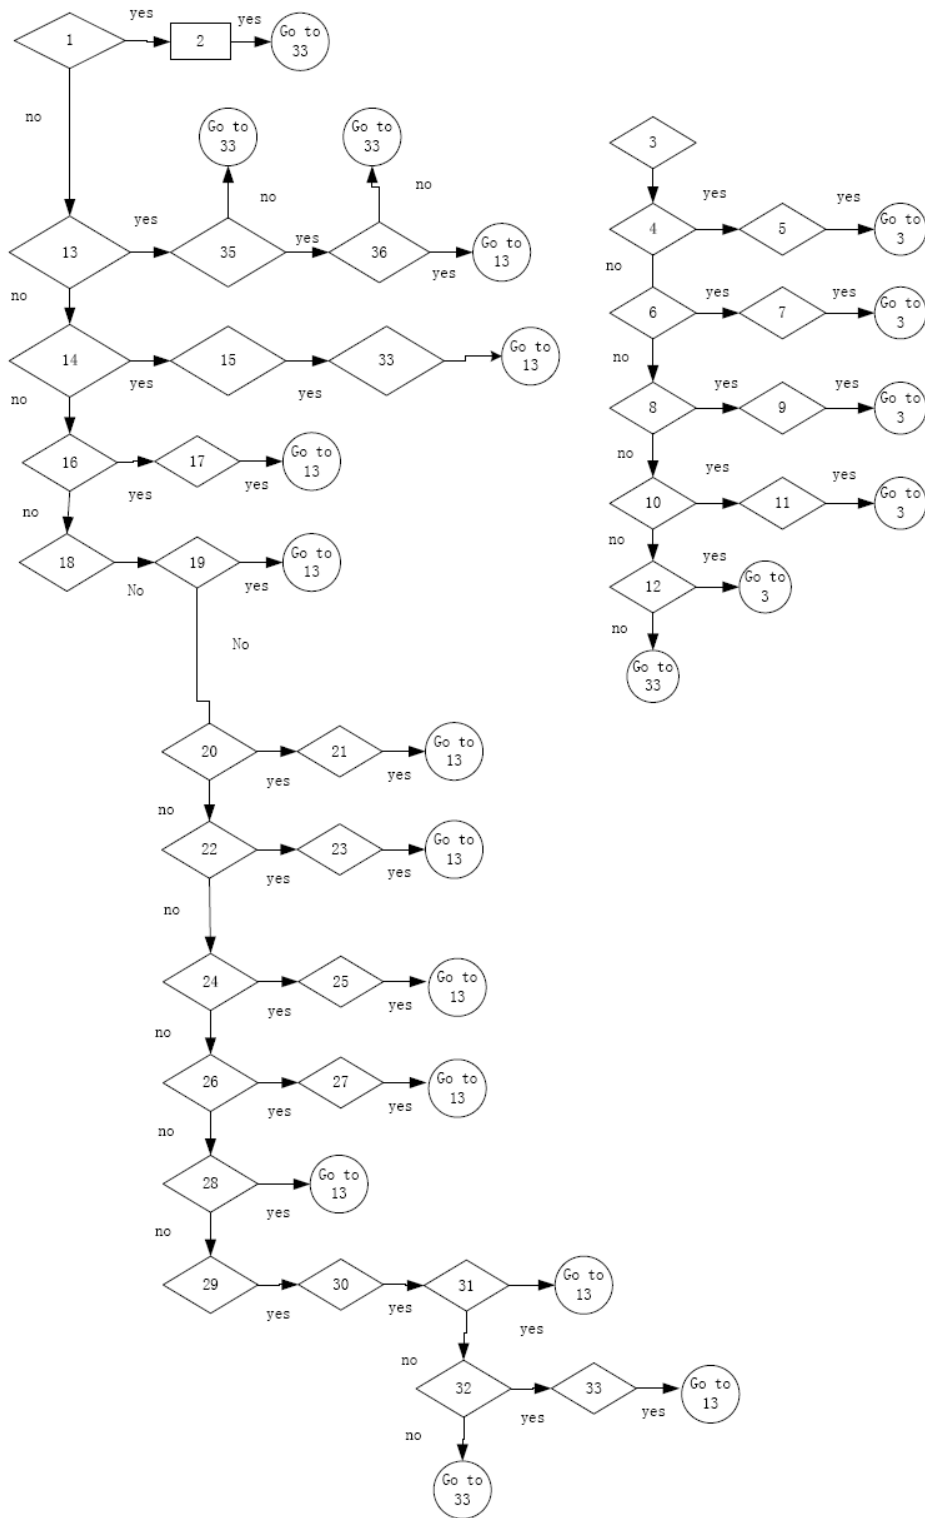 yes
yes
1
2
Go to
33
no
Go to
33
Go to
33
no
no
yes
13
35
yes
36
yes
Go to
13
no
14
yes
15
yes
33
Go to
13
no
16
yes
17
yes
Go to
13
no
18
No
19
yes
Go to
13
No
20
yes
21
yes
Go to
13
no
22
yes
23
yes
Go to
13
no
24
yes
25
yes
Go to
13
no
26
yes
27
yes
Go to
13
no
28
yes
Go to
13
no
29
yes
30
yes
31
yes
Go to
13
no
32
yes
33
yes
Go to
13
no
Go to
33
3
yes
yes
4
5
Go to
3
no
yes
yes
6
7
Go to
3
no
yes
yes
8
9
Go to
3
no
yes
yes
10
11
Go to
3
no
yes
12
Go to
3
no
Go to
33